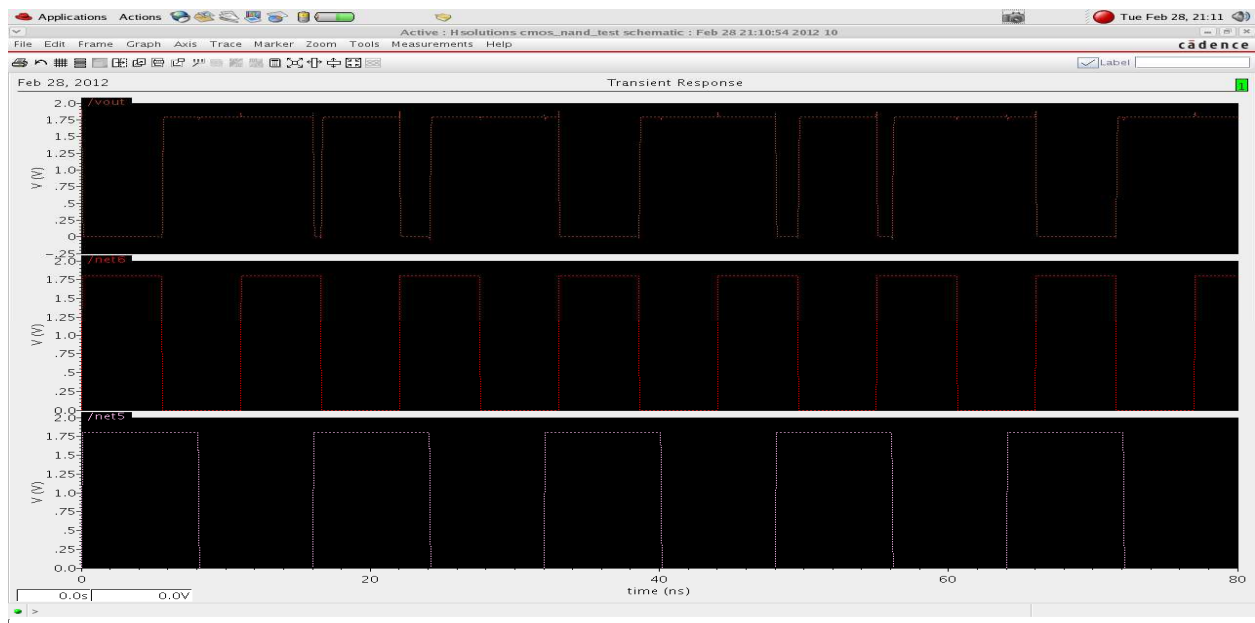 Applications Actions Tue Feb 28, 21:11
Active : Hsolutions cmos_nand_test schematic : Feb 28 21:10:54 2012 10
File Edit Frame Graph Axis Trace Marker Zoom Tools Measurements Help cādence
Label
Feb 28, 2012 Transient Response 1
/vout
2.0
1.75
1.5
1.25
1.0
.75
.5
.25
0
-.25
V (V)
/net6
2.0
1.75
1.5
1.25
1.0
.75
.5
.25
0.0
V (V)
/net5
2.0
1.75
1.5
1.25
1.0
.75
.5
.25
0.0
V (V)
0 20 40 60 80
time (ns)
0.0s 0.0V
>